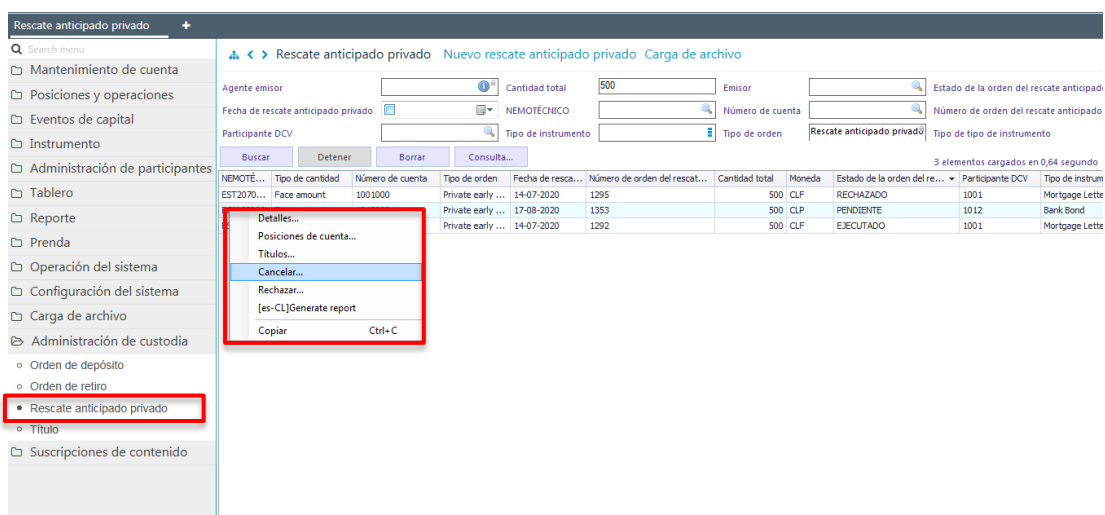 Rescate anticipado privado +
Search menu
Mantenimiento de cuenta
Posiciones y operaciones
Eventos de capital
Instrumento
Administración de participantes
Tablero
Reporte
Prenda
Operación del sistema
Configuración del sistema
Carga de archivo
Administración de custodia
Orden de depósito
Orden de retiro
Rescate anticipado privado
Título
Suscripciones de contenido
Rescate anticipado privado Nuevo rescate anticipado privado Carga de archivo
Agente emisor Cantidad total 500 Emisor Estado de la orden del rescate anticipado
Fecha de rescate anticipado privado NEMOTÉCNICO Número de cuenta Número de orden del rescate anticipado
Participante DCV Tipo de instrumento Tipo de orden Rescate anticipado privado Tipo de tipo de instrumento
Buscar Detener Borrar Consulta...
3 elementos cargados en 0,64 segundo
NEMOTÉ... Tipo de cantidad Número de cuenta Tipo de orden Fecha de resca... Número de orden del rescat... Cantidad total Moneda Estado de la orden del re... Participante DCV Tipo de instrum
EST2070... Face amount 1001000 Private early ... 14-07-2020 1295 500 CLF RECHAZADO 1001 Mortgage Lette
Private early ... 17-08-2020 1353 500 CLP PENDIENTE 1012 Bank Bond
Private early ... 14-07-2020 1292 500 CLF EJECUTADO 1001 Mortgage Lette
Detalles...
Posiciones de cuenta...
Títulos...
Cancelar...
Rechazar...
[es-CL]Generate report
Copiar Ctrl+C